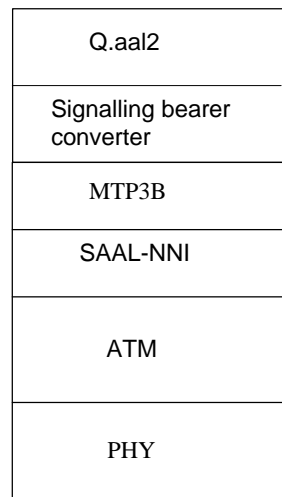 Q.aal2
Signalling bearer
converter
MTP3B
SAAL-NNI
ATM
PHY